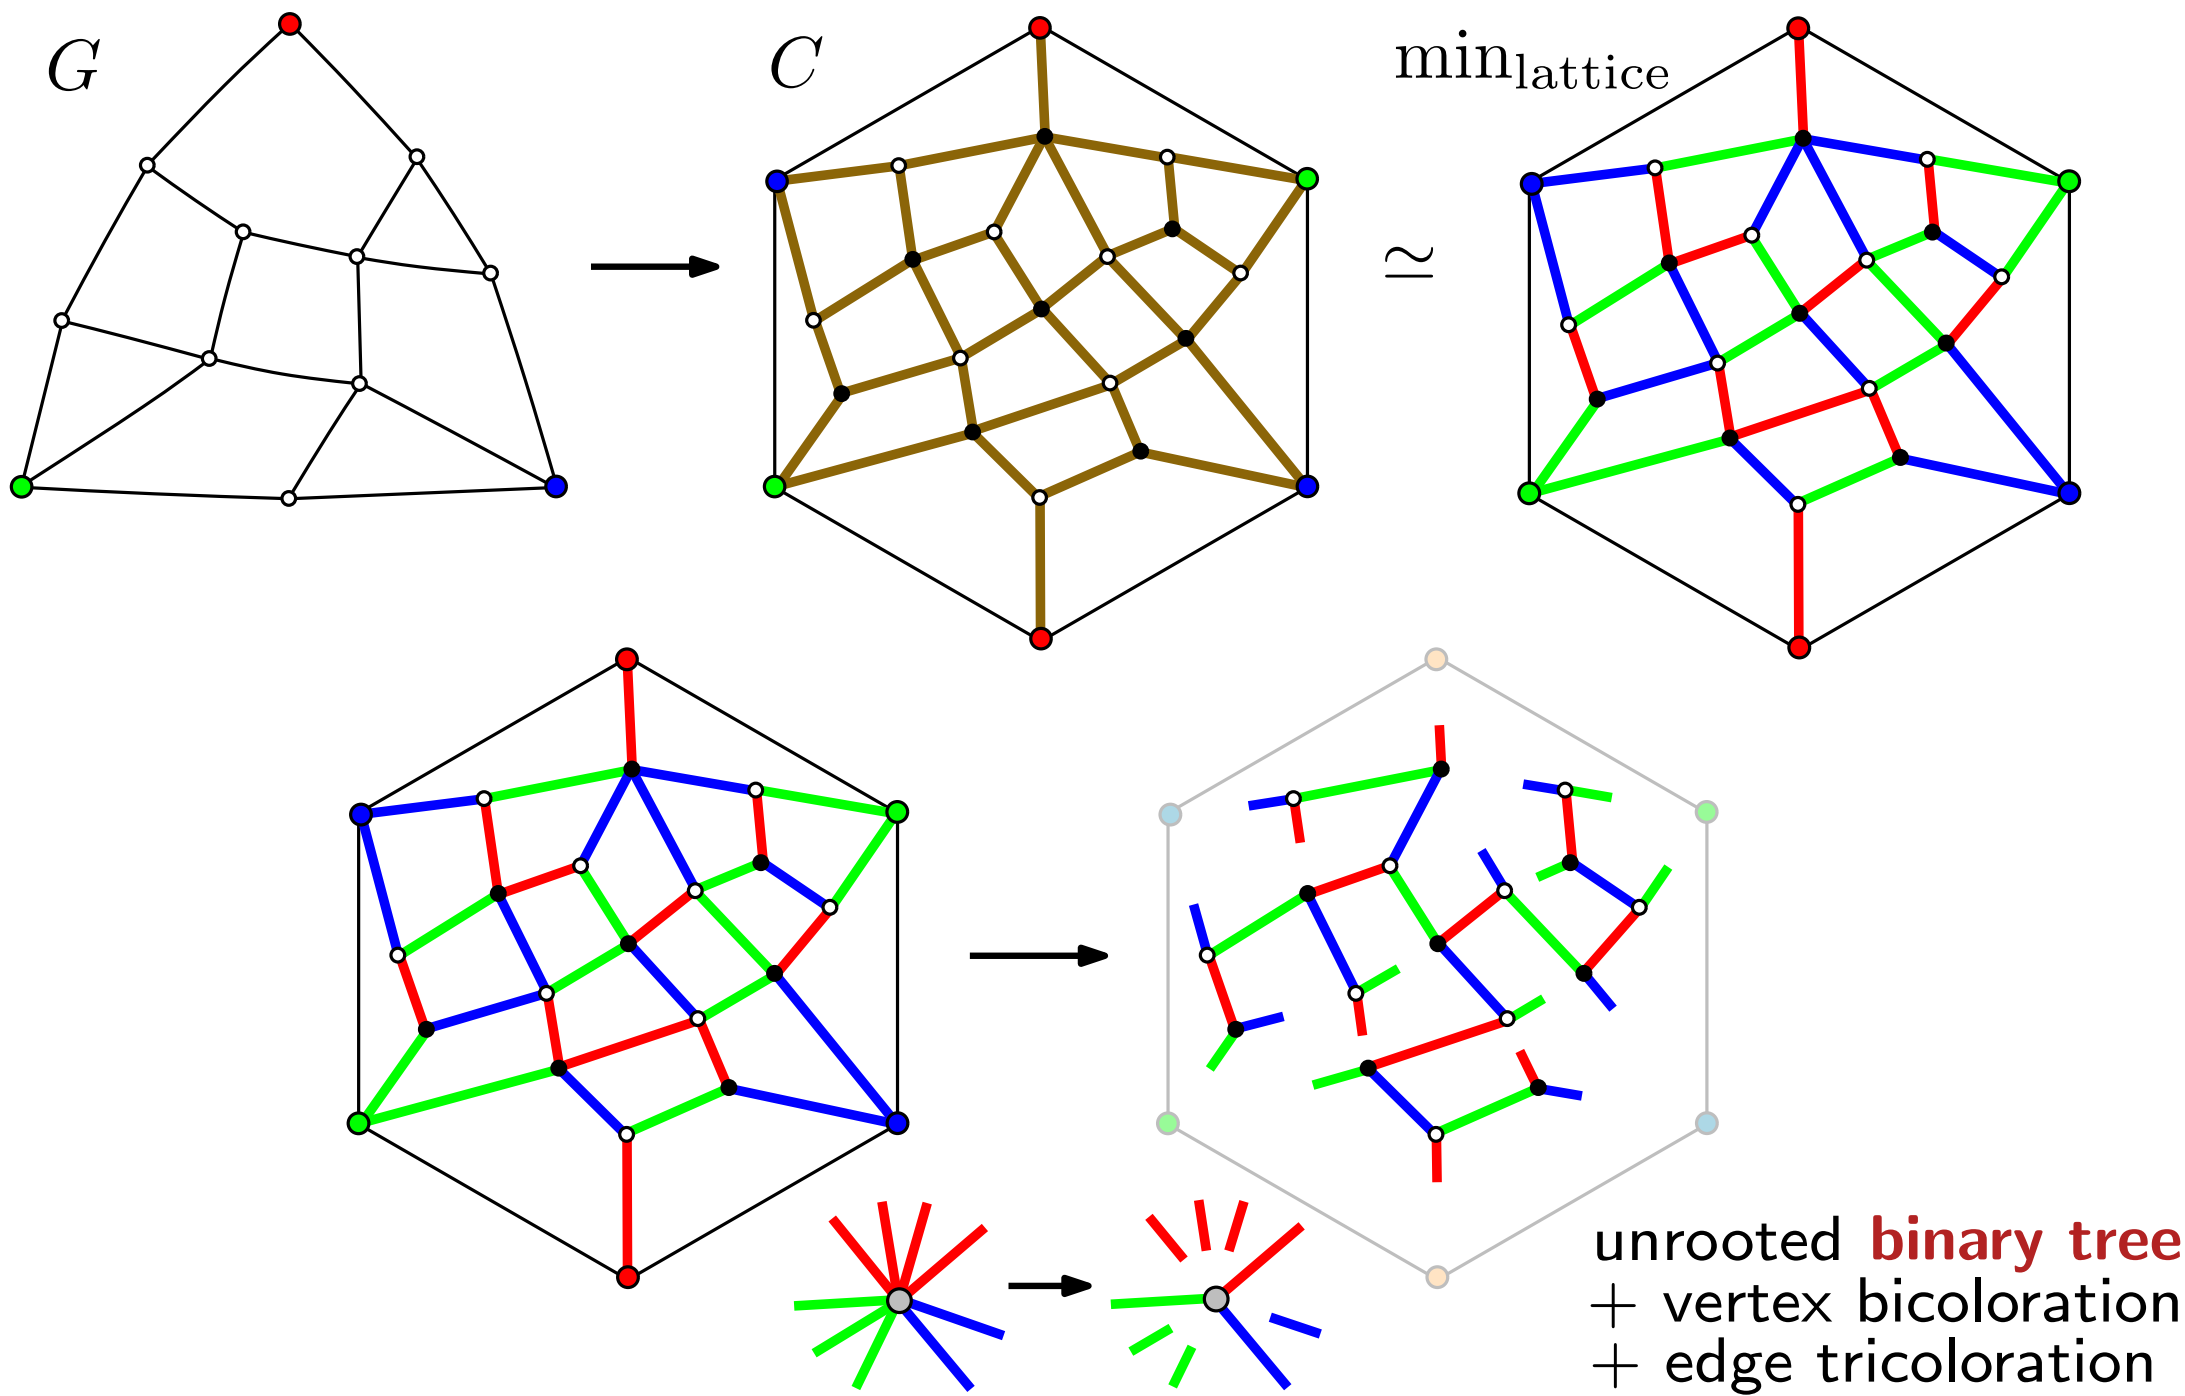 G
C
min_lattice
≃
unrooted binary tree
+ vertex bicoloration
+ edge tricoloration